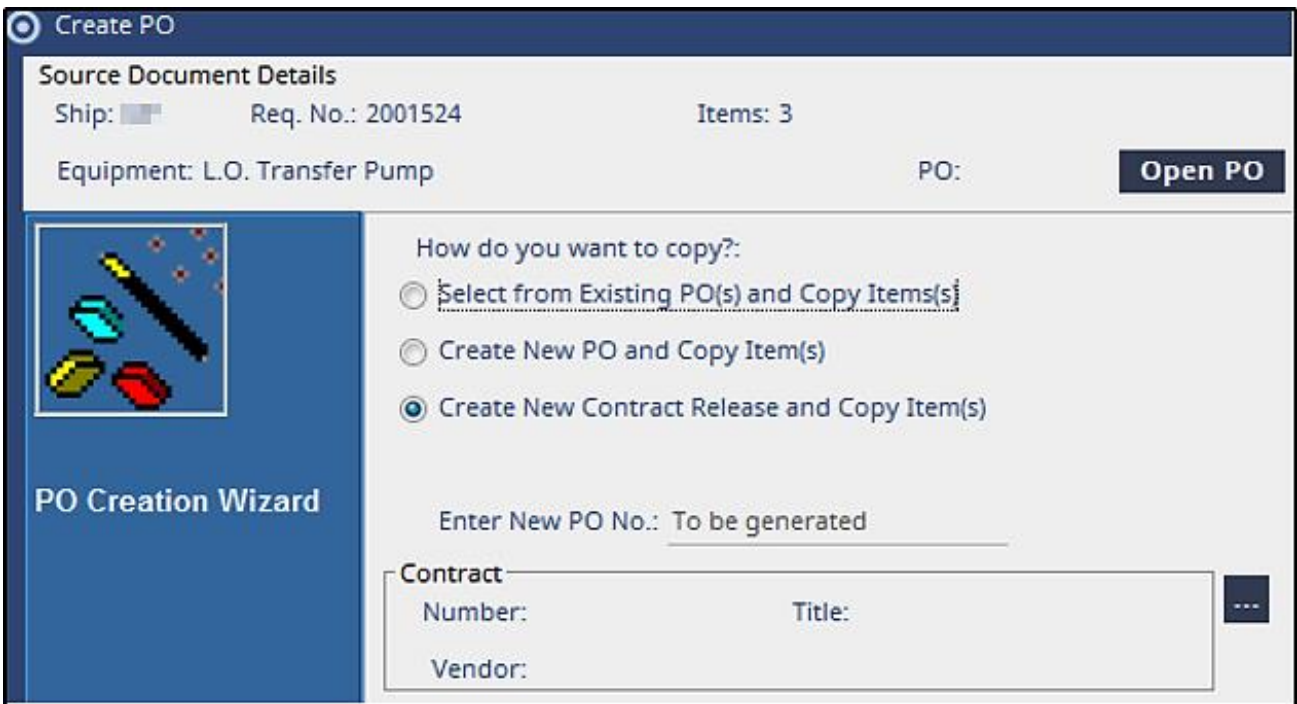 Create PO
Source Document Details
Ship: Req. No.: 2001524 Items: 3
Equipment: L.O. Transfer Pump PO: Open PO
How do you want to copy?:
Select from Existing PO(s) and Copy Items(s)
Create New PO and Copy Item(s)
Create New Contract Release and Copy Item(s)
PO Creation Wizard
Enter New PO No.: To be generated
Contract
Number: Title: ...
Vendor: